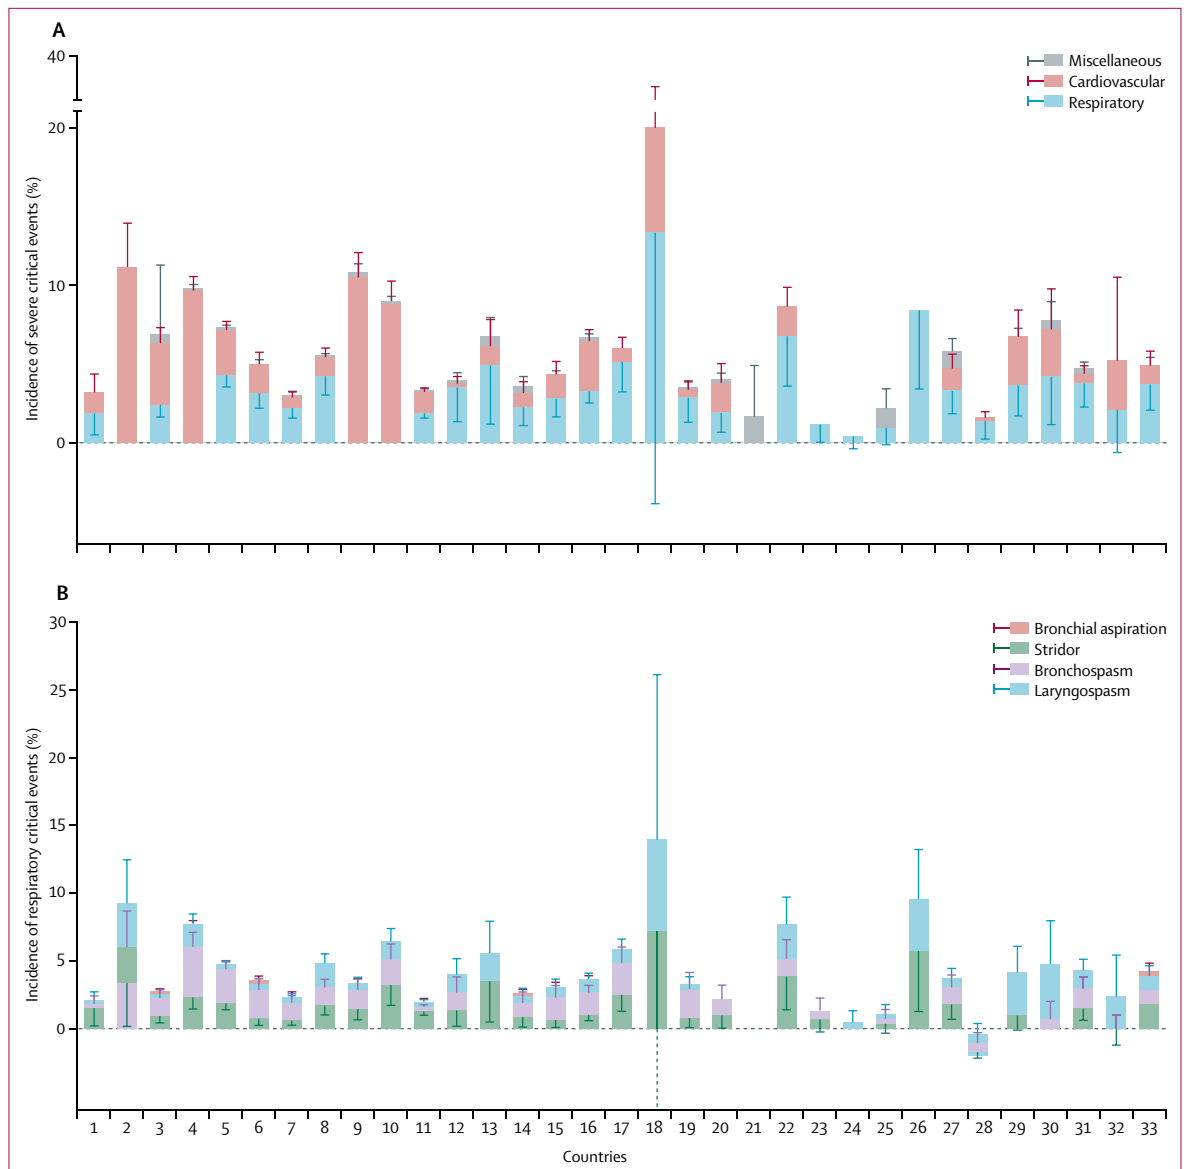 A
40
20
10
0
Incidence of severe critical events (%)
Miscellaneous
Cardiovascular
Respiratory
B
30
25
20
15
10
5
0
Incidence of respiratory critical events (%)
Bronchial aspiration
Stridor
Bronchospasm
Laryngospasm
1 2 3 4 5 6 7 8 9 10 11 12 13 14 15 16 17 18 19 20 21 22 23 24 25 26 27 28 29 30 31 32 33
Countries